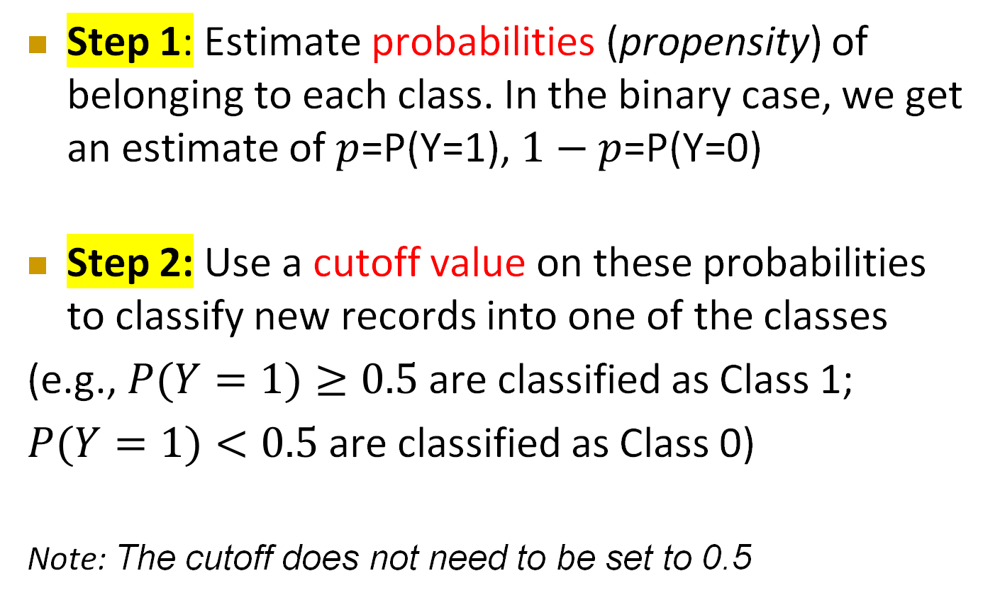 Step 1: Estimate probabilities (propensity) of
belonging to each class. In the binary case, we get
an estimate of p=P(Y=1), 1 − p=P(Y=0)
Step 2: Use a cutoff value on these probabilities
to classify new records into one of the classes
(e.g., P(Y = 1) ≥ 0.5 are classified as Class 1;
P(Y = 1) < 0.5 are classified as Class 0)
Note: The cutoff does not need to be set to 0.5